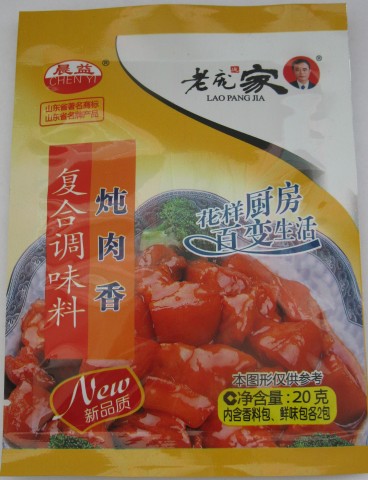 晨益®
CHEN YI
山东省著名商标
山东省名牌产品
老庞家
LAO PANG JIA
复合调味料
炖肉香
花样厨房
百变生活
New
新品质
本图形仅供参考
净含量:20克
内含香料包、鲜味包各2包